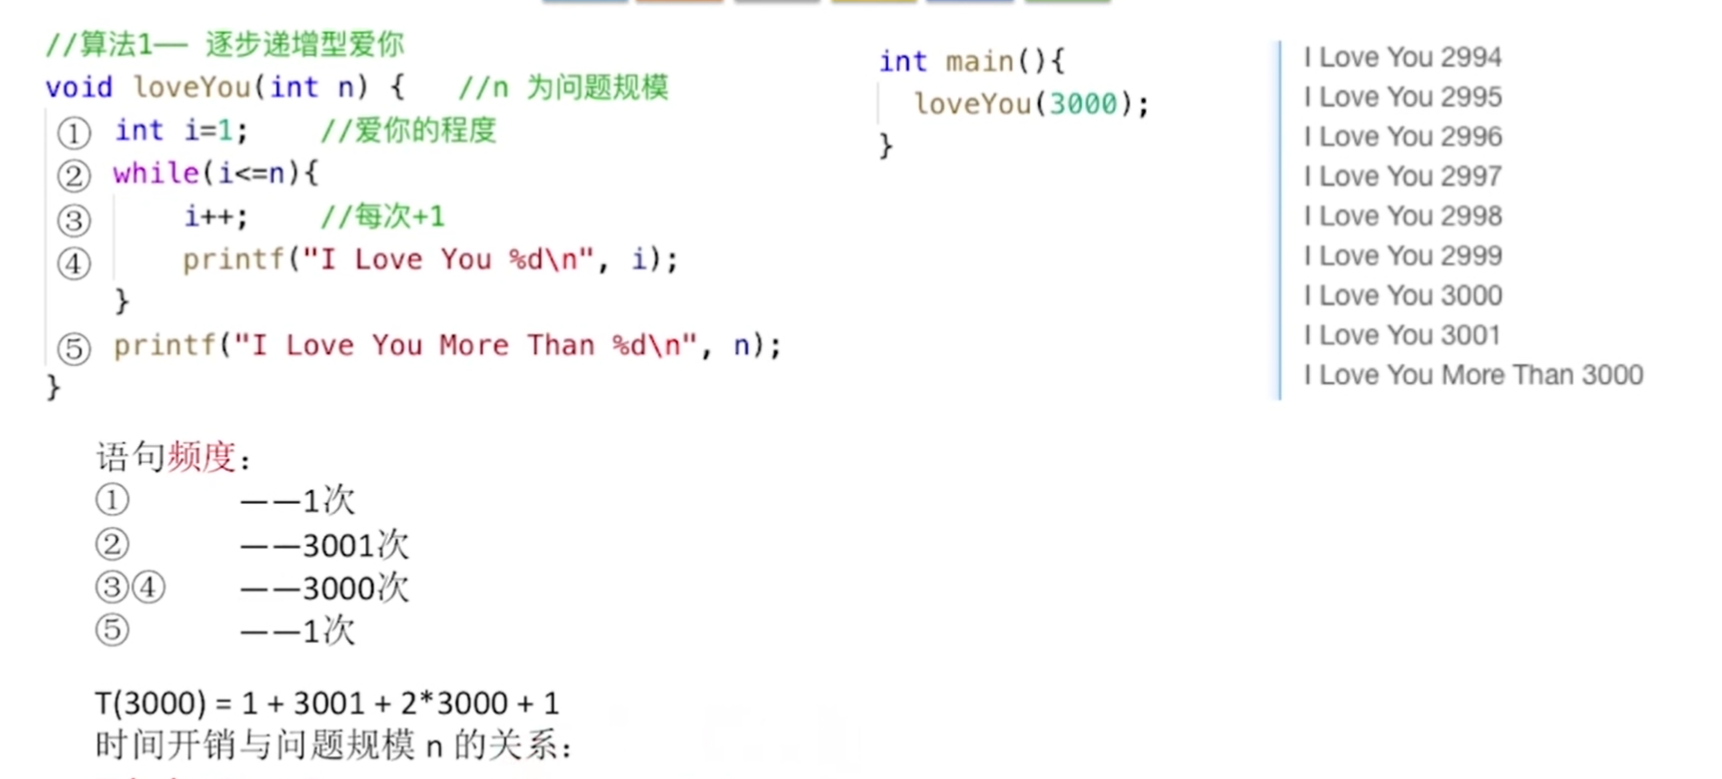 //算法1— 逐步递增型爱你
void loveYou(int n) {   //n 为问题规模
① int i=1;    //爱你的程度
② while(i<=n){
③ i++;    //每次+1
④ printf("I Love You %d\n", i);
}
⑤ printf("I Love You More Than %d\n", n);
}
int main(){
loveYou(3000);
}
I Love You 2994
I Love You 2995
I Love You 2996
I Love You 2997
I Love You 2998
I Love You 2999
I Love You 3000
I Love You 3001
I Love You More Than 3000
语句频度：
① ——1次
② ——3001次
③④ ——3000次
⑤ ——1次
T(3000) = 1 + 3001 + 2*3000 + 1
时间开销与问题规模 n 的关系：